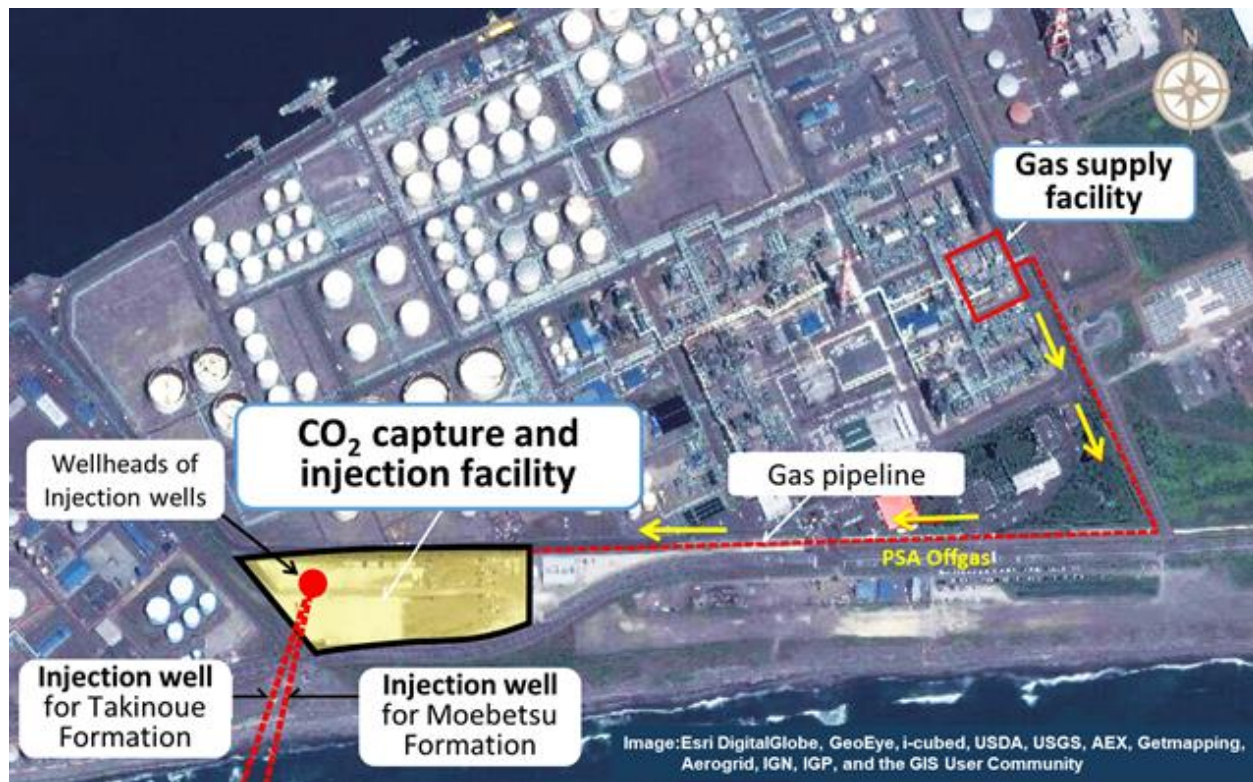 N
Gas supply
facility
CO₂ capture and
injection facility
Wellheads of
Injection wells
Gas pipeline
PSA Offgas
Injection well
for Takinoue
Formation
Injection well
for Moebetsu
Formation
Image:Esri DigitalGlobe, GeoEye, i-cubed, USDA, USGS, AEX, Getmapping,
Aerogrid, IGN, IGP, and the GIS User Community